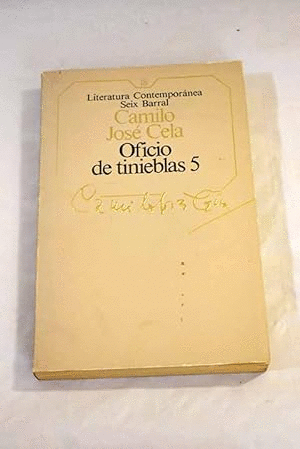 Literatura Contemporánea
Seix Barral
Camilo
José Cela
Oficio
de tinieblas 5